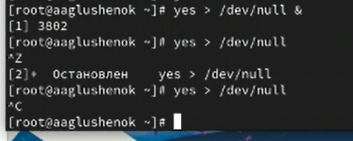 [root@aaglushenok ~]# yes > /dev/null &
[1] 3802
[root@aaglushenok ~]# yes > /dev/null
^Z
[2]+  Остановлен    yes > /dev/null
[root@aaglushenok ~]# yes > /dev/null
^C
[root@aaglushenok ~]#